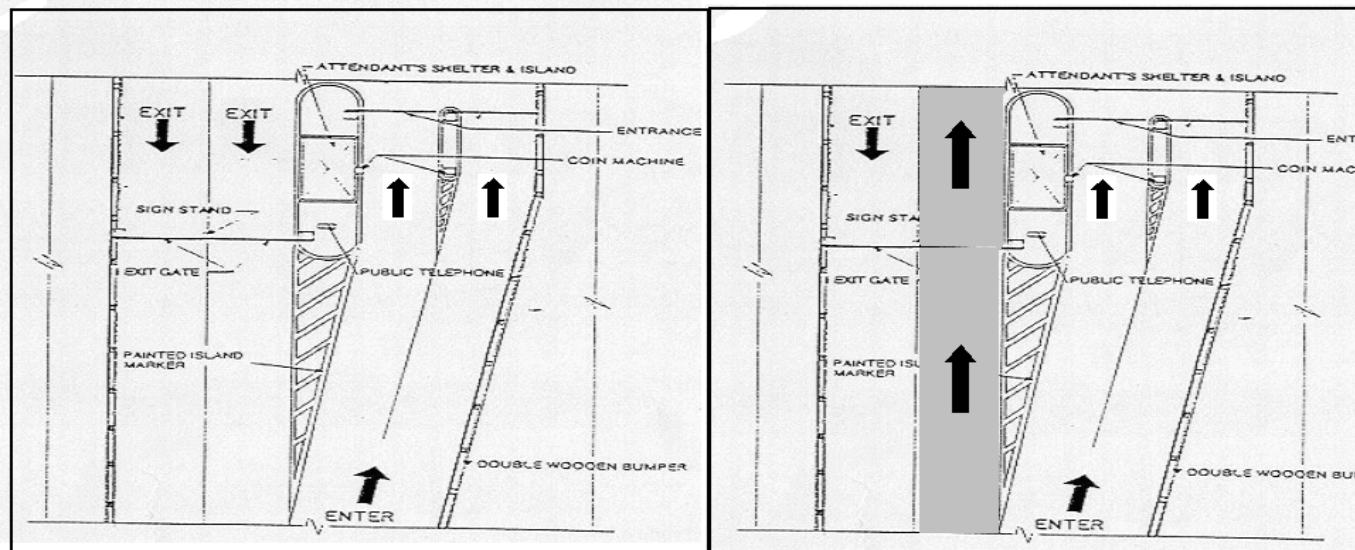 ATTENDANT'S SHELTER & ISLAND
EXIT EXIT
ENTRANCE
COIN MACHINE
SIGN STAND
EXIT GATE
PUBLIC TELEPHONE
PAINTED ISLAND
MARKER
DOUBLE WOODEN BUMPER
ENTER
ATTENDANT'S SHELTER & ISLAND
EXIT
ENT
COIN MAC
SIGN STA
EXIT GATE
PUBLIC TELEPHONE
PAINTED IS
MARKER
DOUBLE WOODEN BU
ENTER